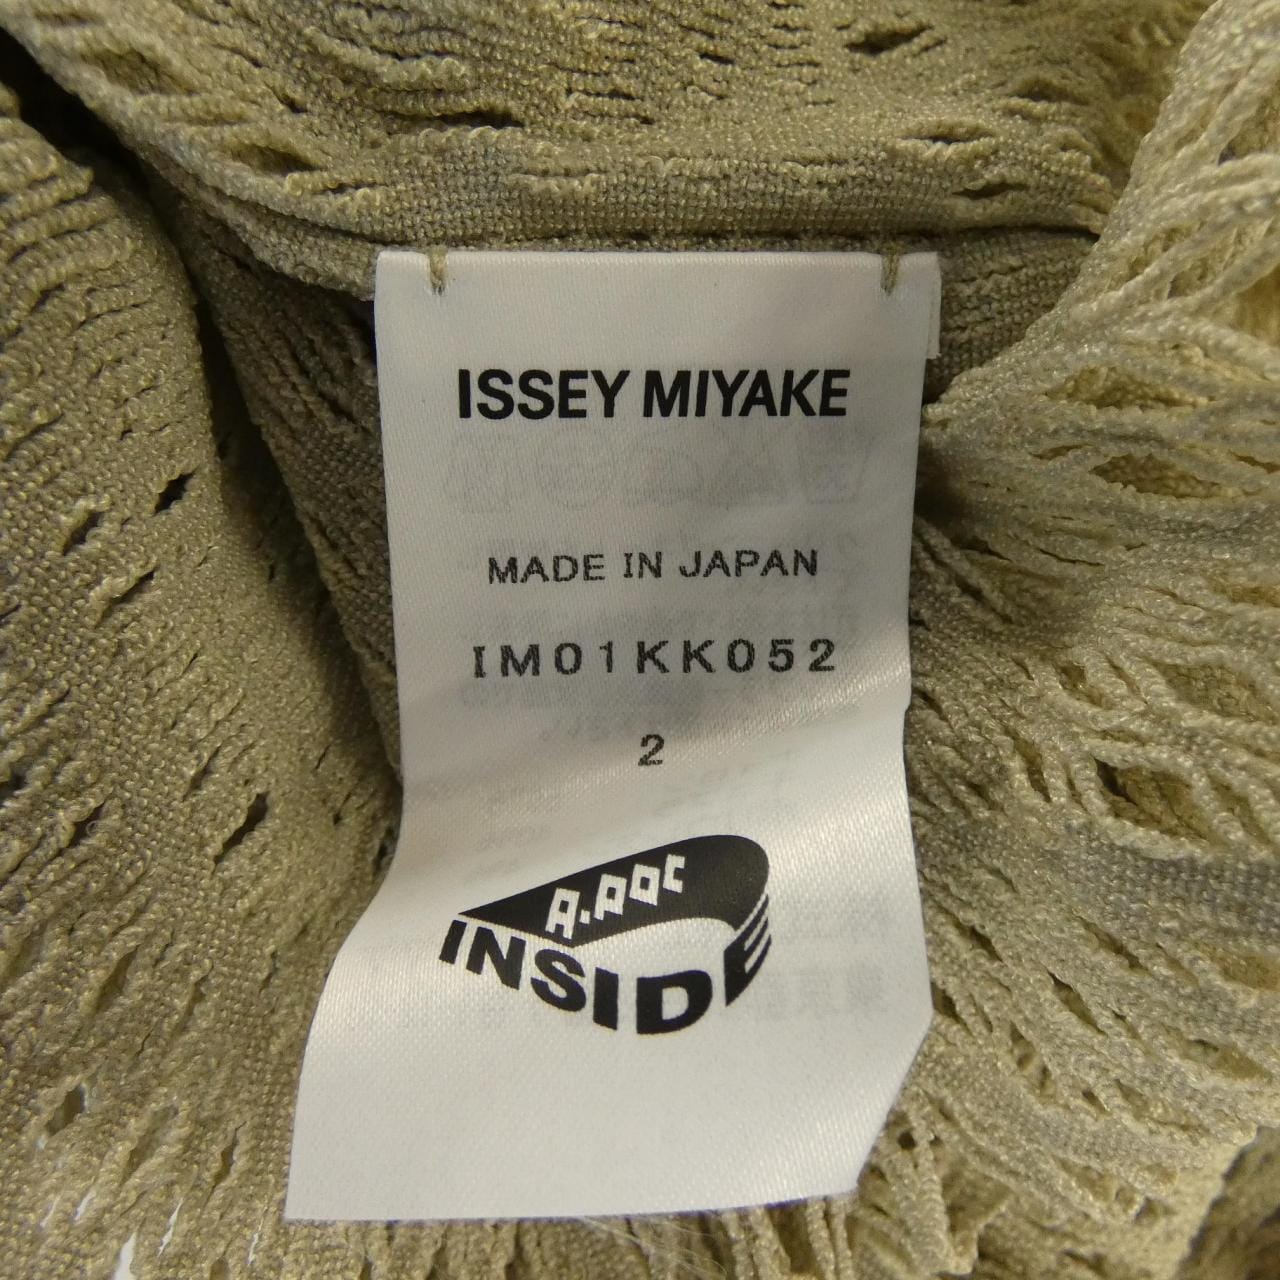 ISSEY MIYAKE
MADE IN JAPAN
IM01KK052
2
A.POC
INSIDE